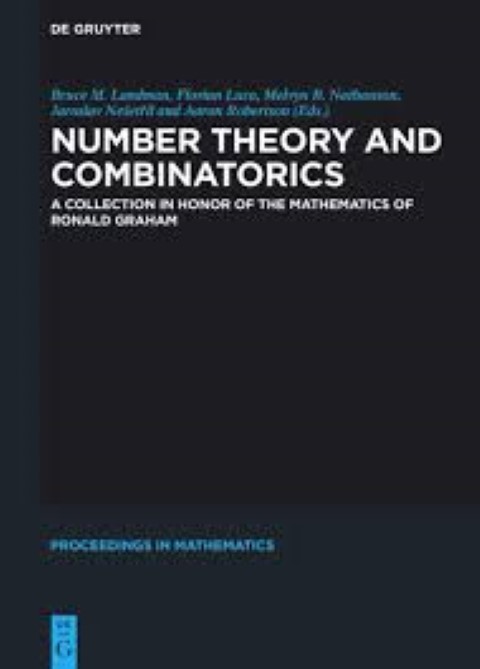 DE GRUYTER
Bruce M. Landman, Florian Luca, Melvyn B. Nathanson,
Jaroslav Nešetřil and Aaron Robertson (Eds.)
NUMBER THEORY AND
COMBINATORICS
A COLLECTION IN HONOR OF THE MATHEMATICS OF
RONALD GRAHAM
PROCEEDINGS IN MATHEMATICS
DE
G